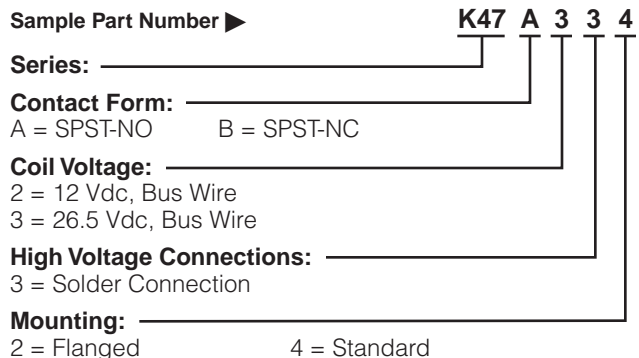 Sample Part Number ▶ K47 A 3 3 4
Series:
Contact Form:
A = SPST-NO B = SPST-NC
Coil Voltage:
2 = 12 Vdc, Bus Wire
3 = 26.5 Vdc, Bus Wire
High Voltage Connections:
3 = Solder Connection
Mounting:
2 = Flanged 4 = Standard